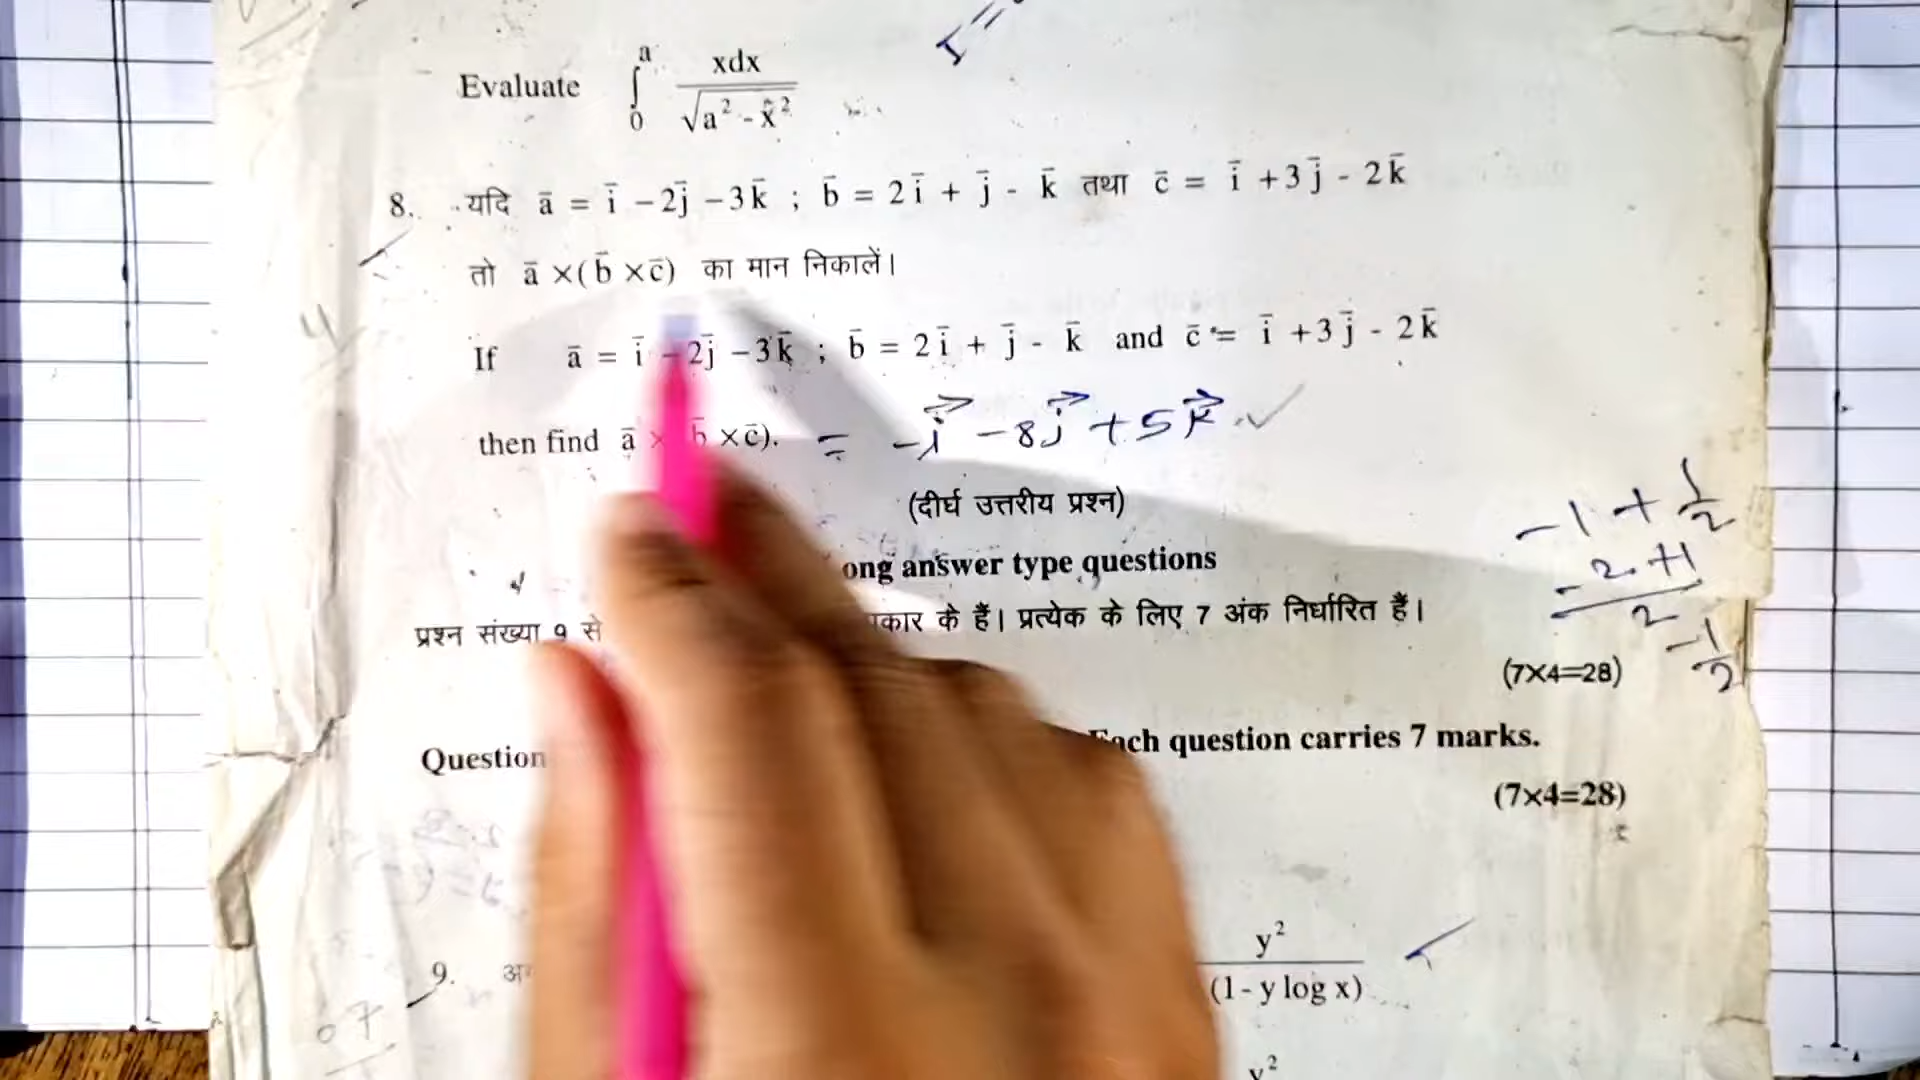 I =
Evaluate ∫₀ᵃ xdx / √(a² - x²)
8. यदि ā = ī - 2j̄ - 3k̄ ; b̄ = 2ī + j̄ - k̄ तथा c̄ = ī + 3j̄ - 2k̄
तो ā ×( b̄ ×c̄) का मान निकालें।
If ā = ī - 2j̄ - 3k̄ ; b̄ = 2ī + j̄ - k̄ and c̄ = ī + 3j̄ - 2k̄
then find ā × b̄ ×c̄). = -i⃗ - 8j⃗ + 5k⃗ ✓
(दीर्घ उत्तरीय प्रश्न)
-1 + 1/2
-2+1 / 2
-1/2
answer type questions
प्रश्न संख्या 9 से के हैं। प्रत्येक के लिए 7 अंक निर्धारित हैं।
(7×4=28)
Question Each question carries 7 marks.
(7×4=28)
9. y² / (1 - y log x)
07
y²